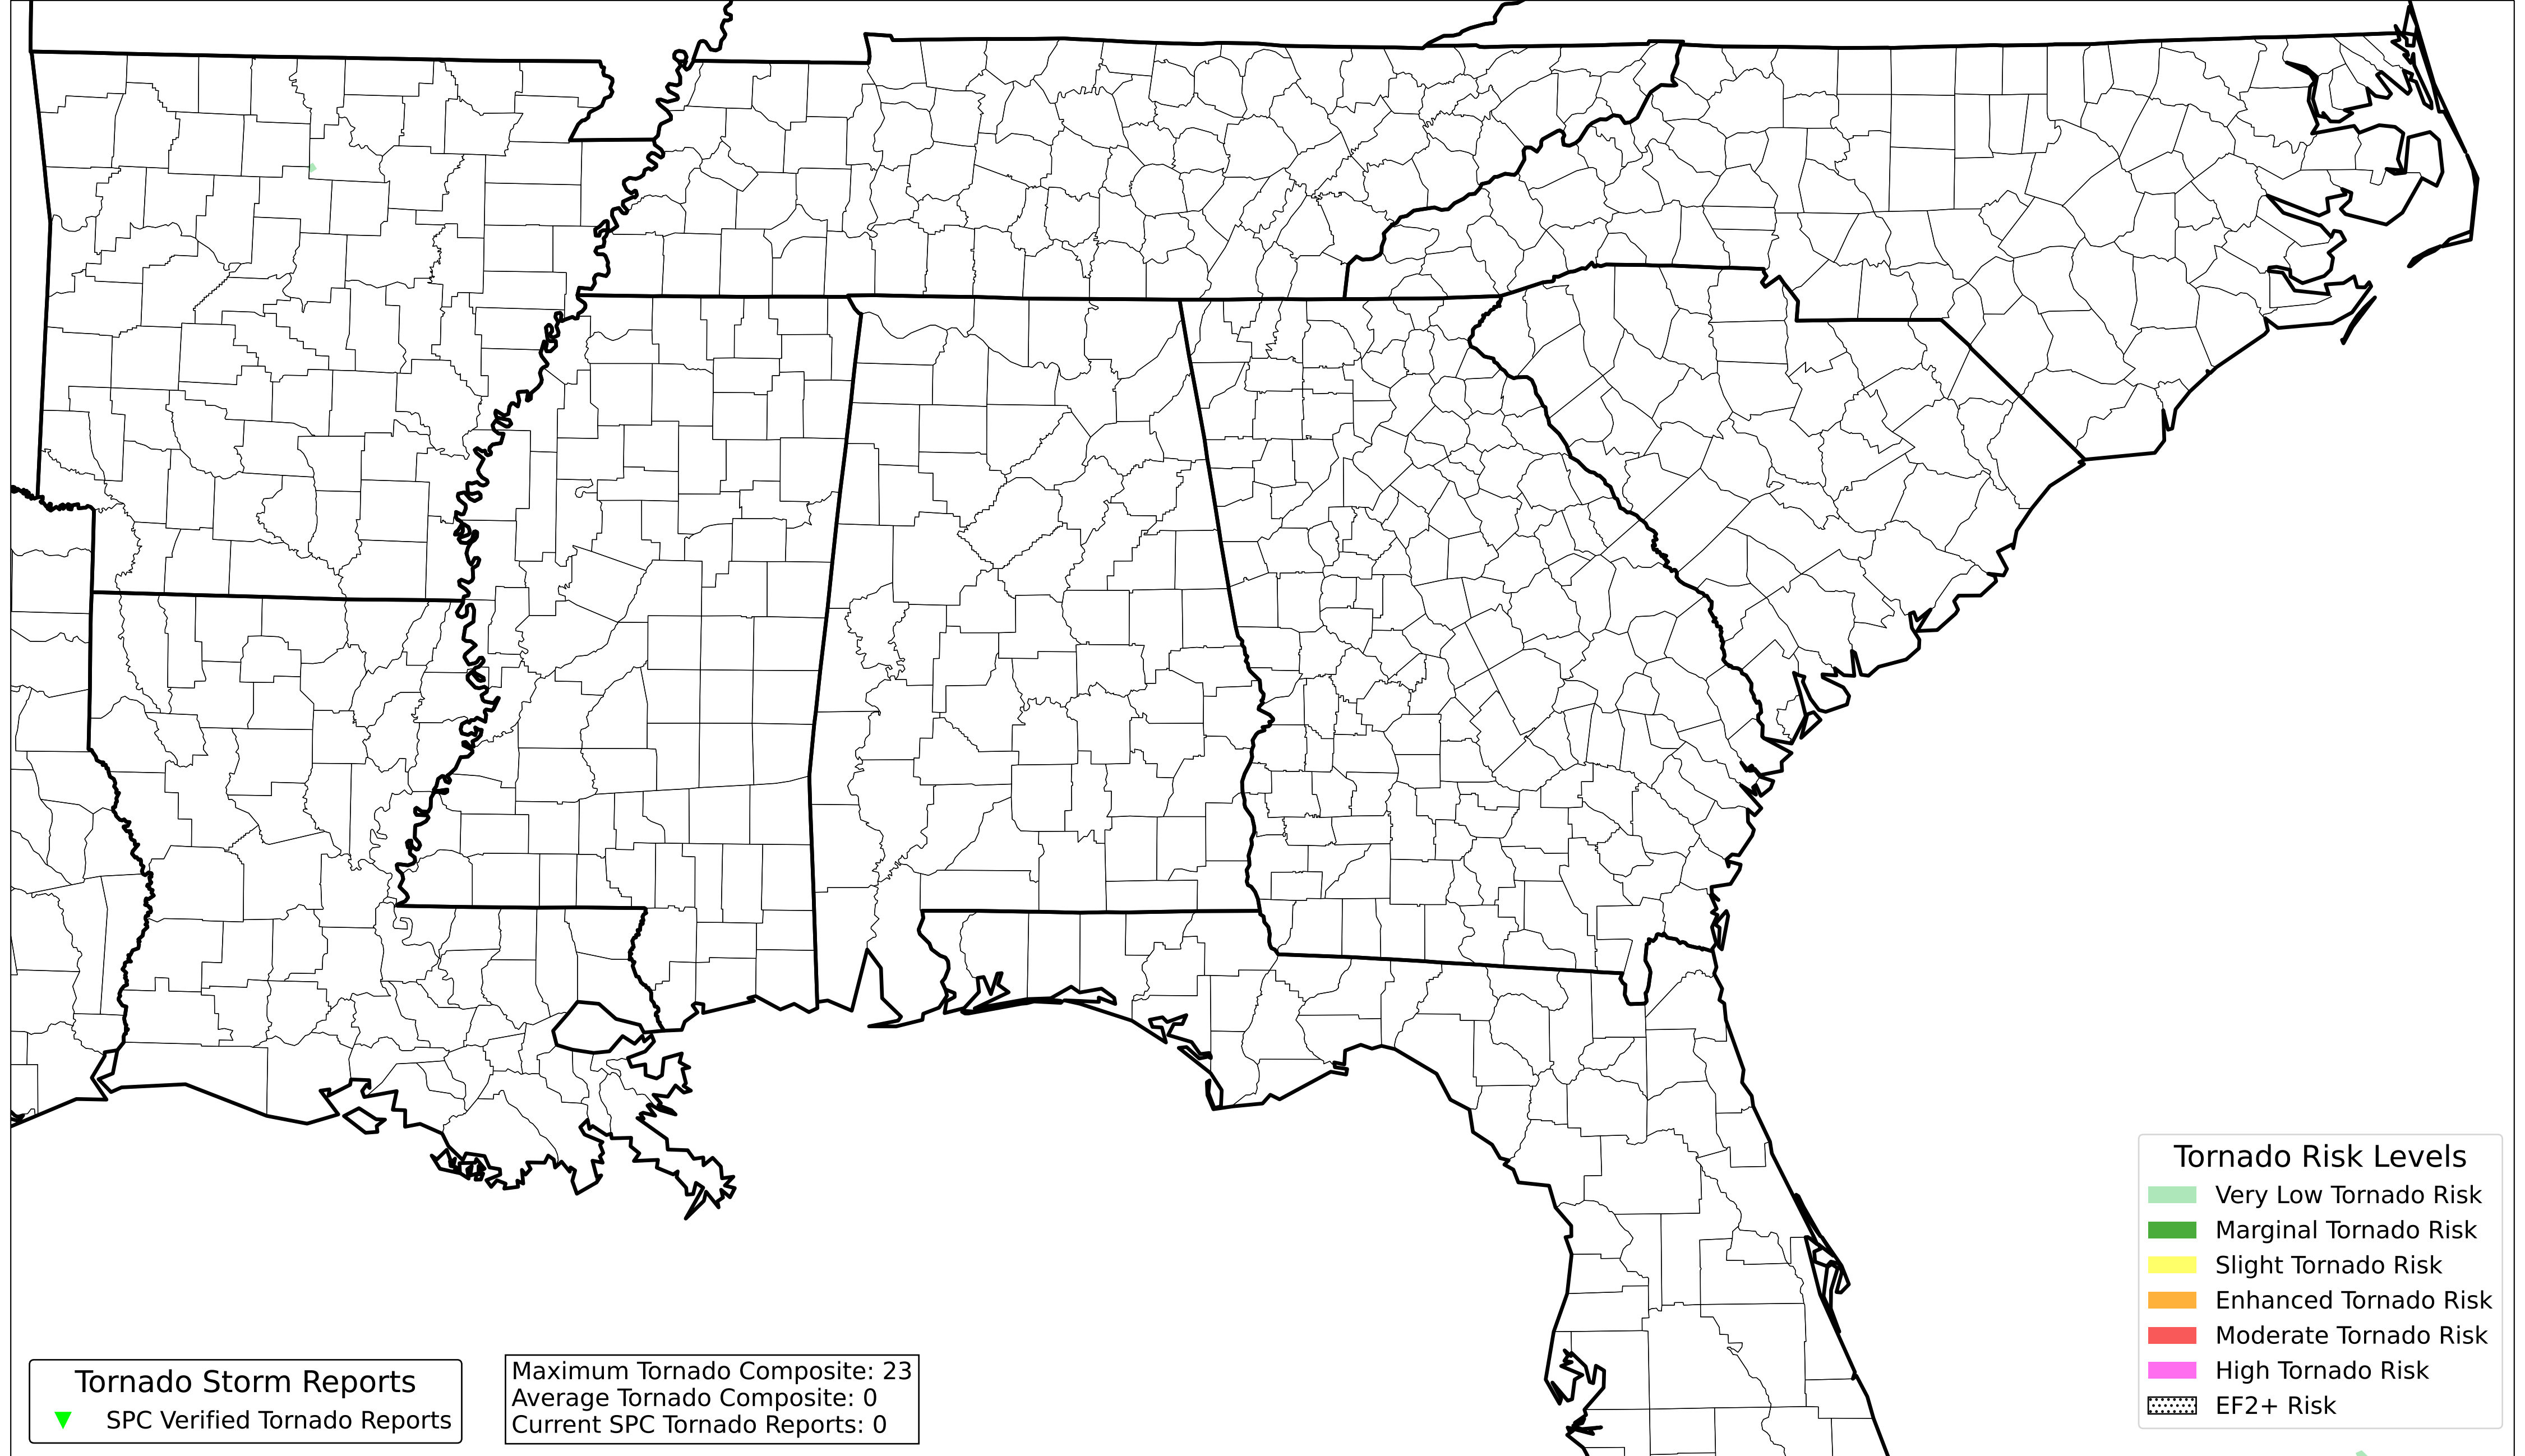 Tornado Risk Levels
Very Low Tornado Risk
Marginal Tornado Risk
Slight Tornado Risk
Enhanced Tornado Risk
Moderate Tornado Risk
High Tornado Risk
EF2+ Risk
Tornado Storm Reports
SPC Verified Tornado Reports
Maximum Tornado Composite: 23
Average Tornado Composite: 0
Current SPC Tornado Reports: 0